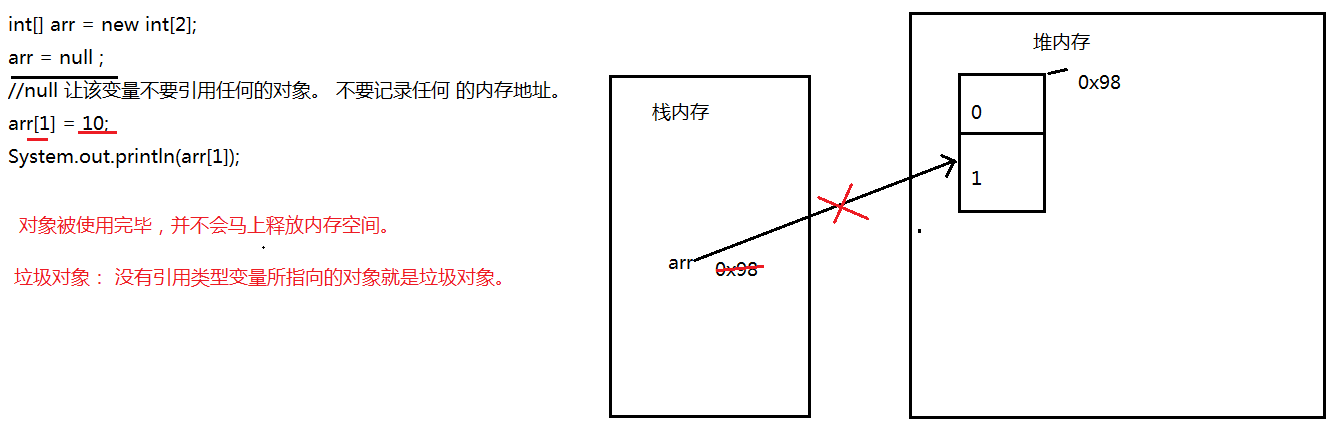 int[] arr = new int[2];
arr = null ;
//null 让该变量不要引用任何的对象。 不要记录任何 的内存地址。
arr[1] = 10;
System.out.println(arr[1]);
对象被使用完毕，并不会马上释放内存空间。
垃圾对象： 没有引用类型变量所指向的对象就是垃圾对象。
栈内存
arr 0x98
堆内存
0x98
0
1